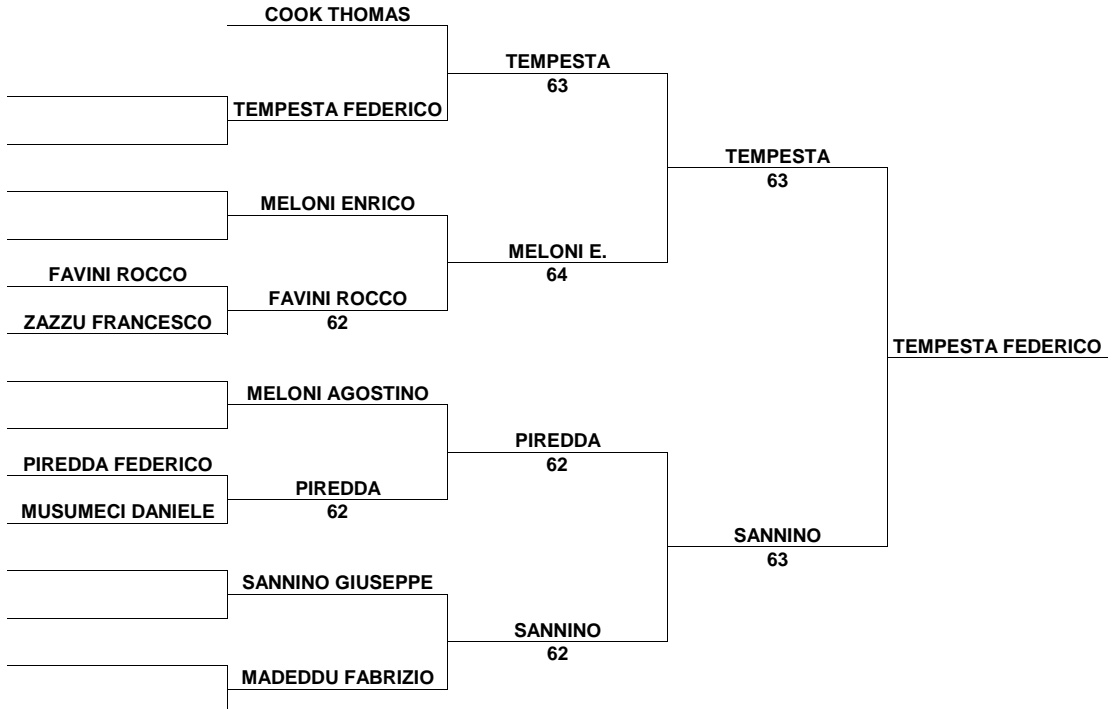 COOK THOMAS
TEMPESTA
63
TEMPESTA FEDERICO
TEMPESTA
63
MELONI ENRICO
MELONI E.
64
FAVINI ROCCO
FAVINI ROCCO
62
ZAZZU FRANCESCO
TEMPESTA FEDERICO
MELONI AGOSTINO
PIREDDA
62
PIREDDA FEDERICO
PIREDDA
62
MUSUMECI DANIELE
SANNINO
63
SANNINO GIUSEPPE
SANNINO
62
MADEDDU FABRIZIO